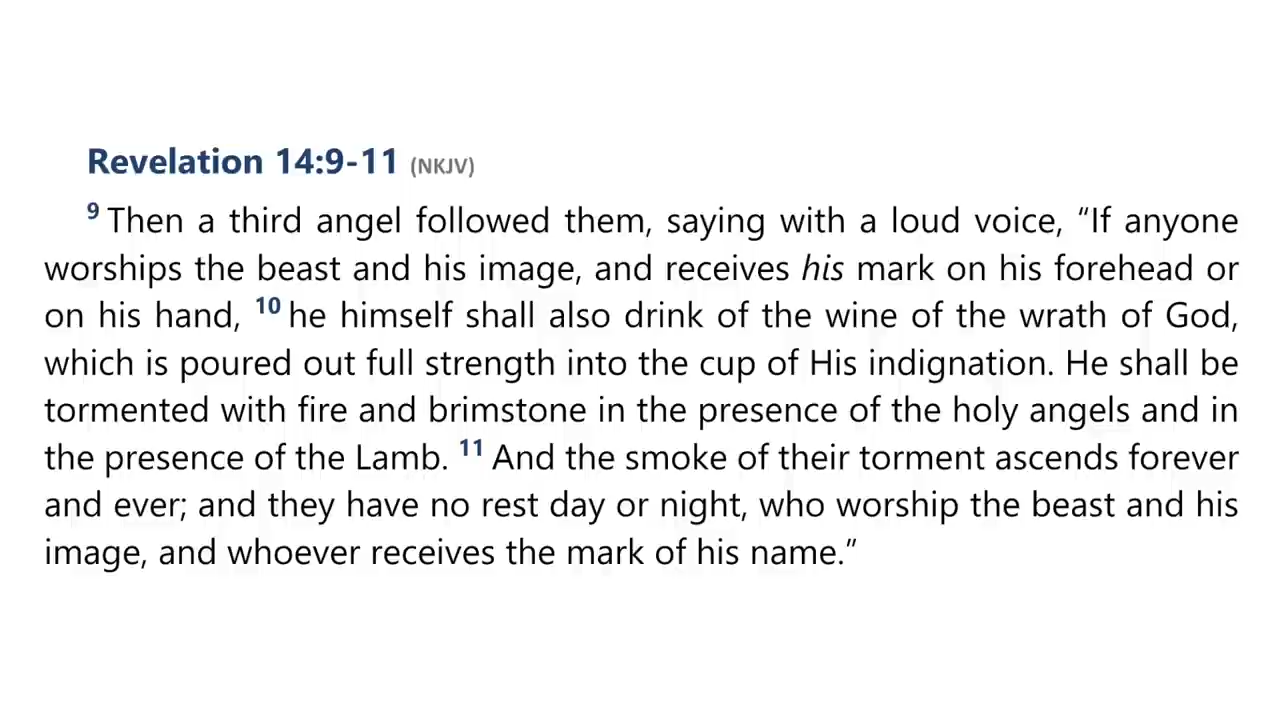 Revelation 14:9-11 (NKJV)
9 Then a third angel followed them, saying with a loud voice, “If anyone
worships the beast and his image, and receives his mark on his forehead or
on his hand, 10 he himself shall also drink of the wine of the wrath of God,
which is poured out full strength into the cup of His indignation. He shall be
tormented with fire and brimstone in the presence of the holy angels and in
the presence of the Lamb. 11 And the smoke of their torment ascends forever
and ever; and they have no rest day or night, who worship the beast and his
image, and whoever receives the mark of his name.”